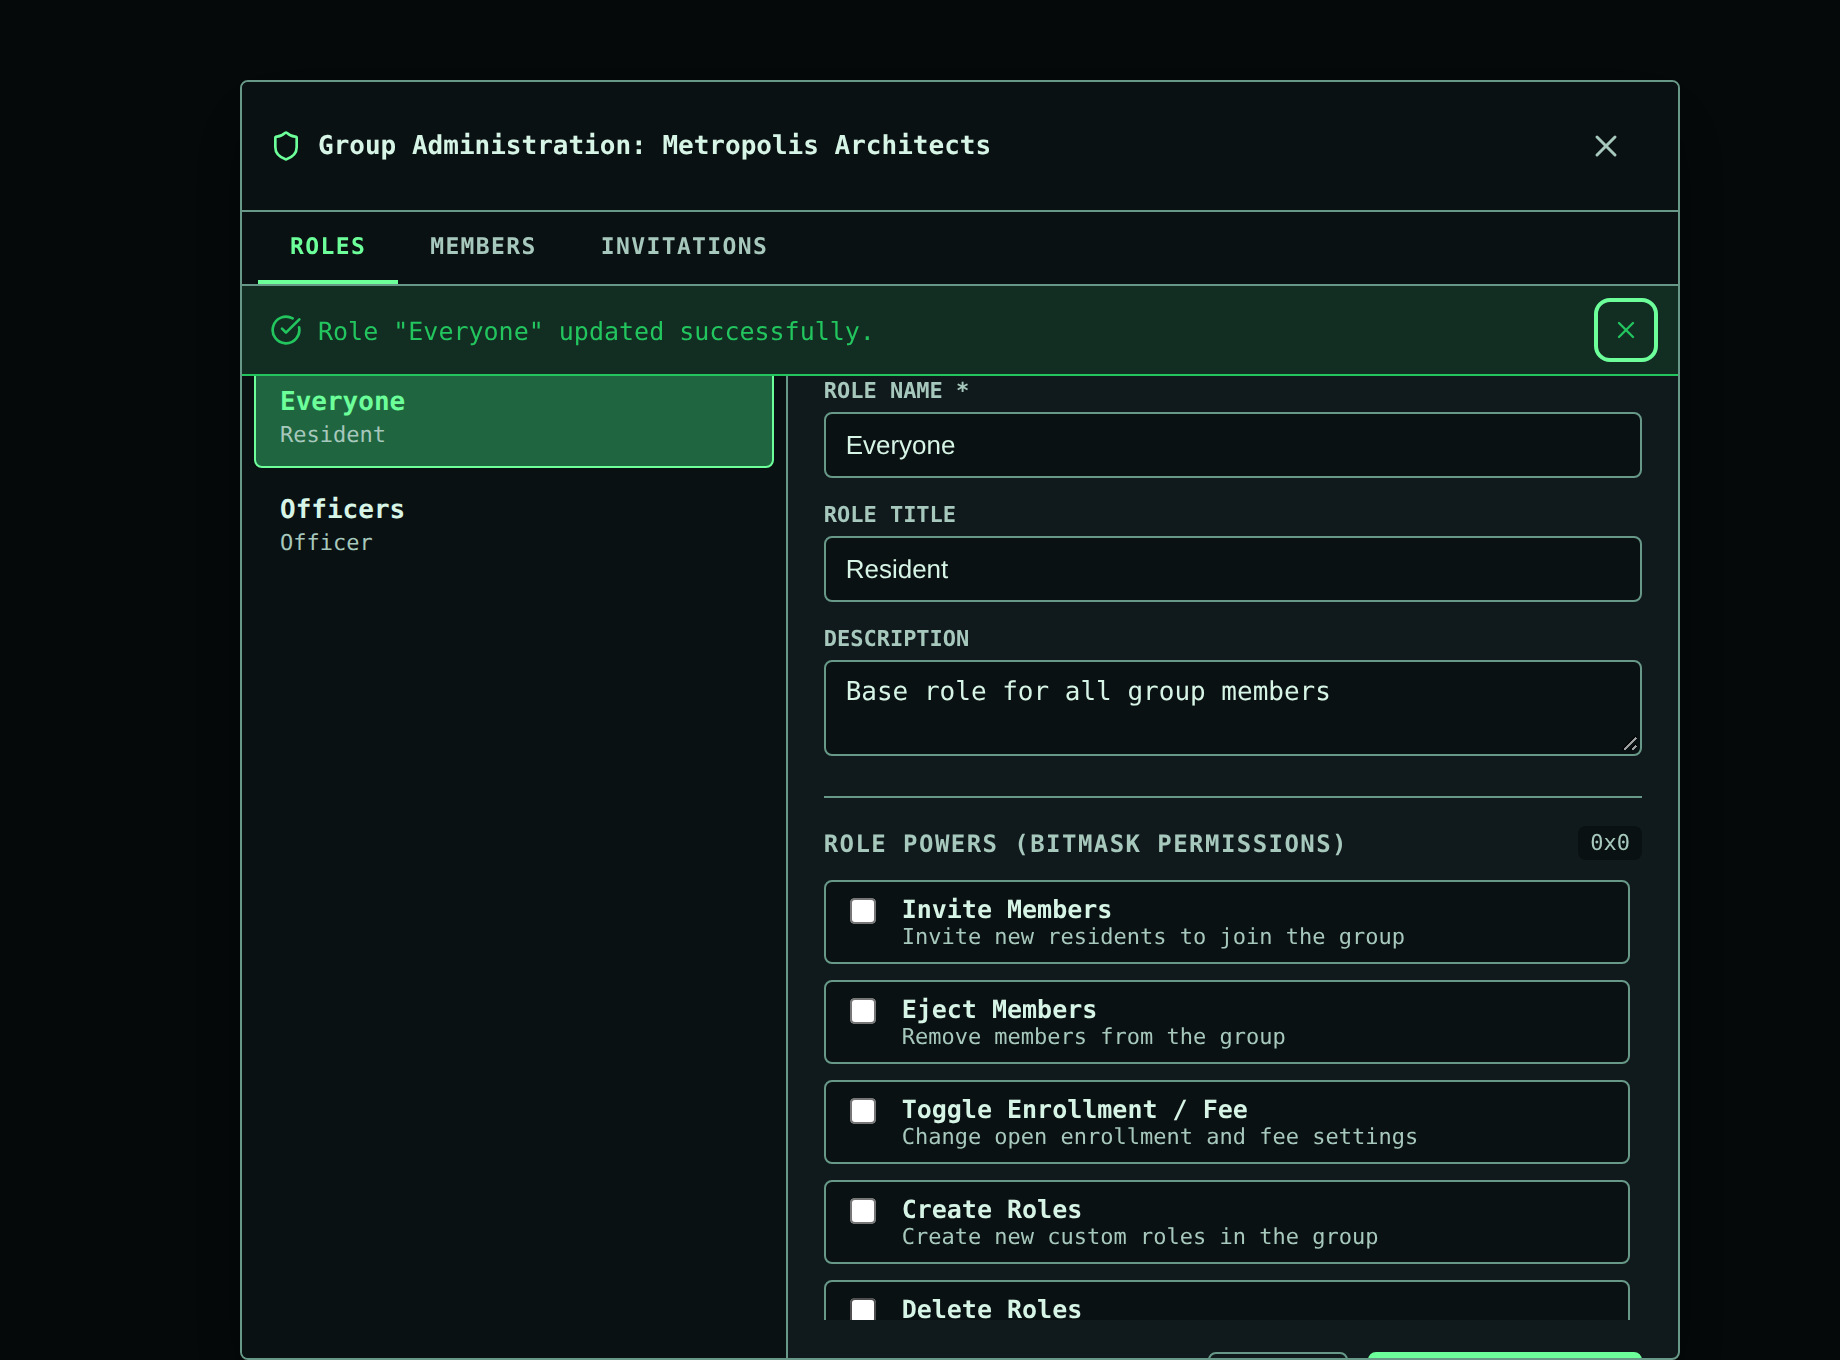 Group Administration: Metropolis Architects
ROLES MEMBERS INVITATIONS
Role "Everyone" updated successfully.
Everyone
Resident
Officers
Officer
ROLE NAME *
Everyone
ROLE TITLE
Resident
DESCRIPTION
Base role for all group members
ROLE POWERS (BITMASK PERMISSIONS) 0x0
Invite Members
Invite new residents to join the group
Eject Members
Remove members from the group
Toggle Enrollment / Fee
Change open enrollment and fee settings
Create Roles
Create new custom roles in the group
Delete Roles